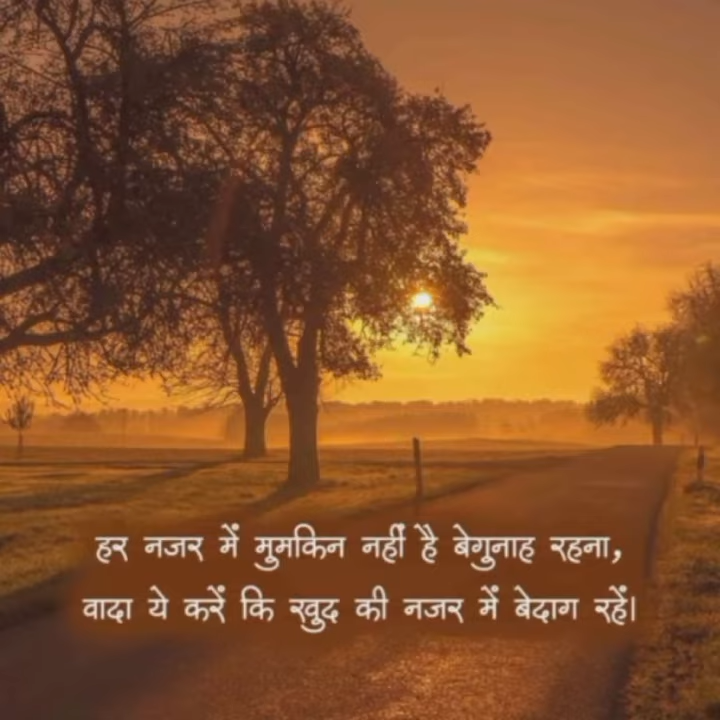 हर नजर में मुमकिन नहीं है बेगुनाह रहना,
वादा ये करें कि खुद की नजर में बेदाग रहें।